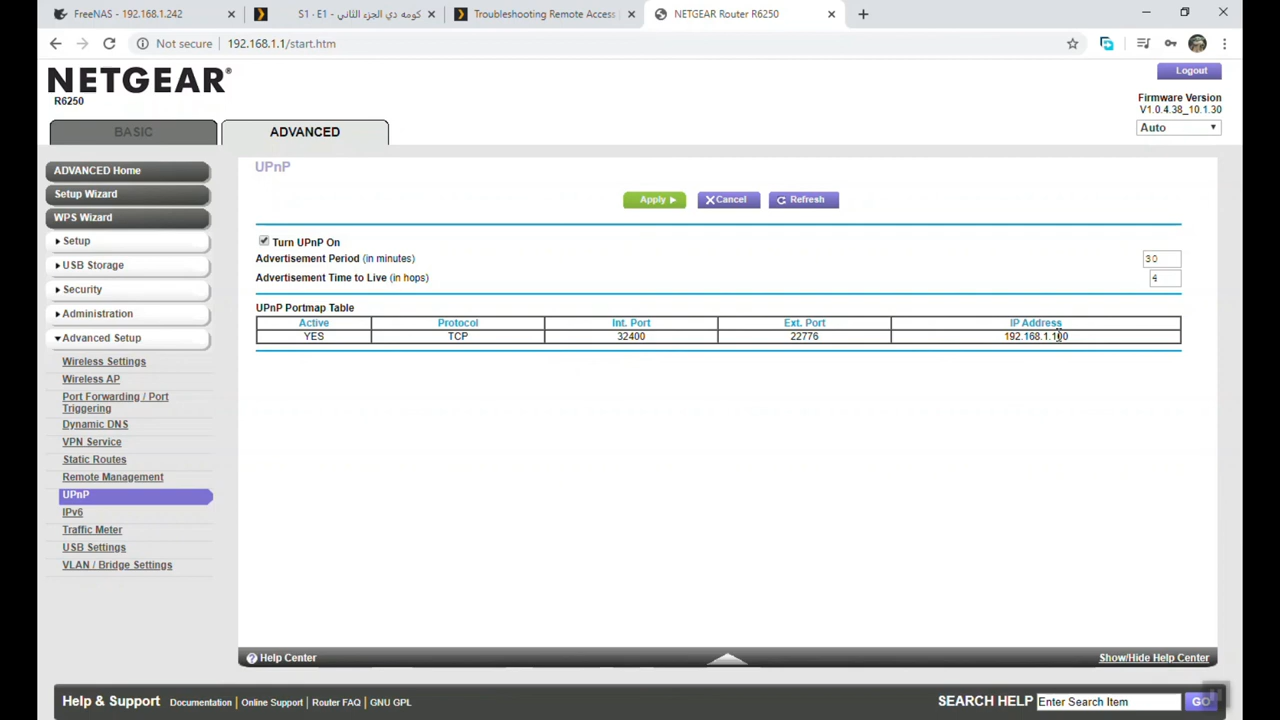 FreeNAS - 192.168.1.242
كومه دي الجزء الثاني - S1 · E1
Troubleshooting Remote Access
NETGEAR Router R6250
Not secure
192.168.1.1/start.htm
NETGEAR®
R6250
Logout
Firmware Version
V1.0.4.38_10.1.30
Auto
BASIC
ADVANCED
ADVANCED Home
Setup Wizard
WPS Wizard
Setup
USB Storage
Security
Administration
Advanced Setup
Wireless Settings
Wireless AP
Port Forwarding / Port
Triggering
Dynamic DNS
VPN Service
Static Routes
Remote Management
UPnP
IPv6
Traffic Meter
USB Settings
VLAN / Bridge Settings
UPnP
Apply
Cancel
Refresh
Turn UPnP On
Advertisement Period (in minutes) 30
Advertisement Time to Live (in hops) 4
UPnP Portmap Table
Active Protocol Int. Port Ext. Port IP Address
YES TCP 32400 22776 192.168.1.100
Help Center
Show/Hide Help Center
Help & Support Documentation | Online Support | Router FAQ | GNU GPL
SEARCH HELP Enter Search Item GO